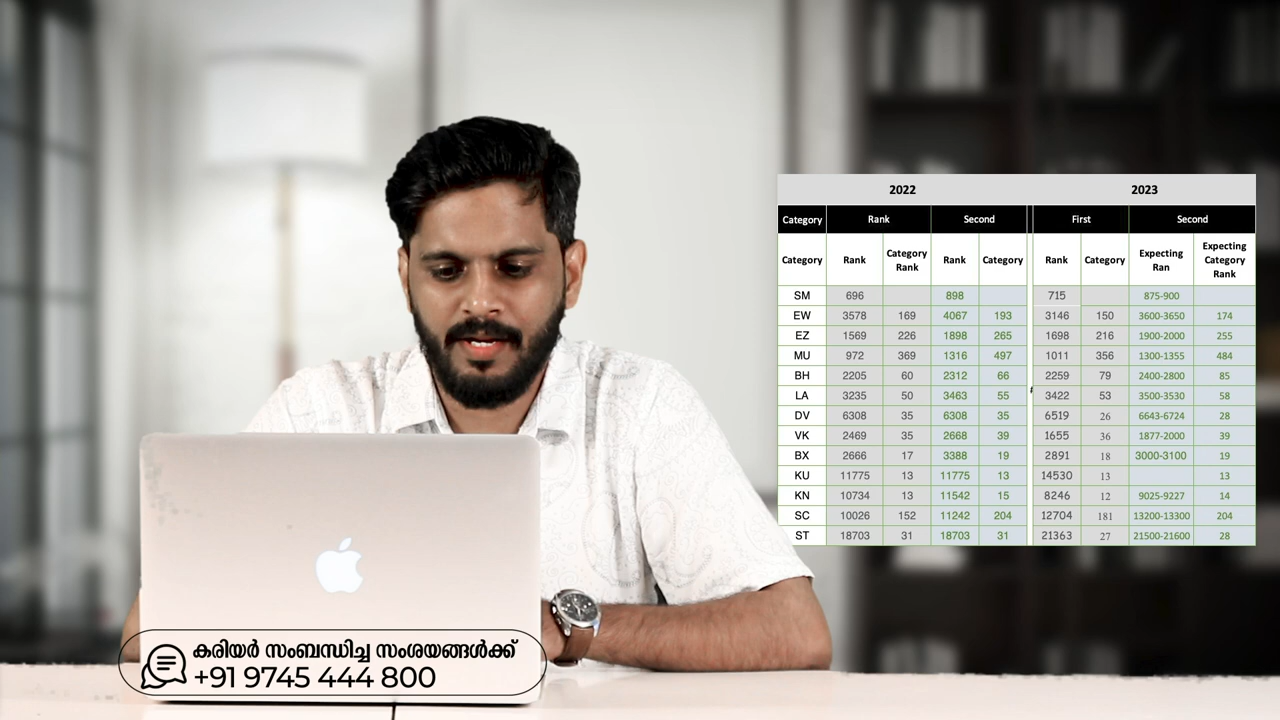 2022 2023
Category Rank Second First Second
Category Rank Category Rank Rank Category Rank Category Expecting Ran Expecting Category Rank
SM 696 898 715 875-900
EW 3578 169 4067 193 3146 150 3600-3650 174
EZ 1569 226 1898 265 1698 216 1900-2000 255
MU 972 369 1316 497 1011 356 1300-1355 484
BH 2205 60 2312 66 2259 79 2400-2800 85
LA 3235 50 3463 55 3422 53 3500-3530 58
DV 6308 35 6308 35 6519 26 6643-6724 28
VK 2469 35 2668 39 1655 36 1877-2000 39
BX 2666 17 3388 19 2891 18 3000-3100 19
KU 11775 13 11775 13 14530 13 13
KN 10734 13 11542 15 8246 12 9025-9227 14
SC 10026 152 11242 204 12704 181 13200-13300 204
ST 18703 31 18703 31 21363 27 21500-21600 28
കരിയർ സംബന്ധിച്ച സംശയങ്ങൾക്ക്
+91 9745 444 800